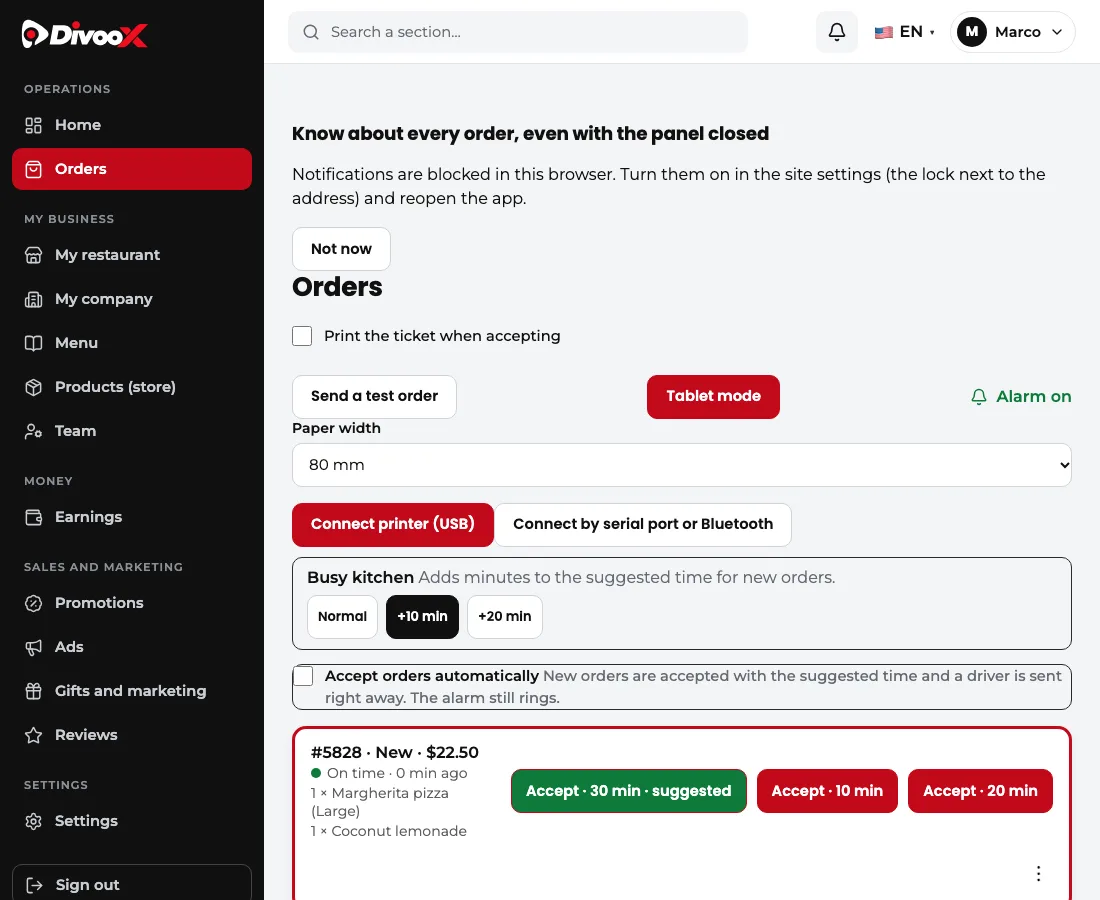 DivooX
OPERATIONS
Home
Orders
MY BUSINESS
My restaurant
My company
Menu
Products (store)
Team
MONEY
Earnings
SALES AND MARKETING
Promotions
Ads
Gifts and marketing
Reviews
SETTINGS
Settings
Sign out
Search a section...
EN
M
Marco
Know about every order, even with the panel closed
Notifications are blocked in this browser. Turn them on in the site settings (the lock next to the
address) and reopen the app.
Not now
Orders
Print the ticket when accepting
Send a test order
Tablet mode
Alarm on
Paper width
80 mm
Connect printer (USB)
Connect by serial port or Bluetooth
Busy kitchen Adds minutes to the suggested time for new orders.
Normal
+10 min
+20 min
Accept orders automatically New orders are accepted with the suggested time and a driver is sent
right away. The alarm still rings.
#5828 · New · $22.50
On time · 0 min ago
1 × Margherita pizza
(Large)
1 × Coconut lemonade
Accept · 30 min · suggested
Accept · 10 min
Accept · 20 min